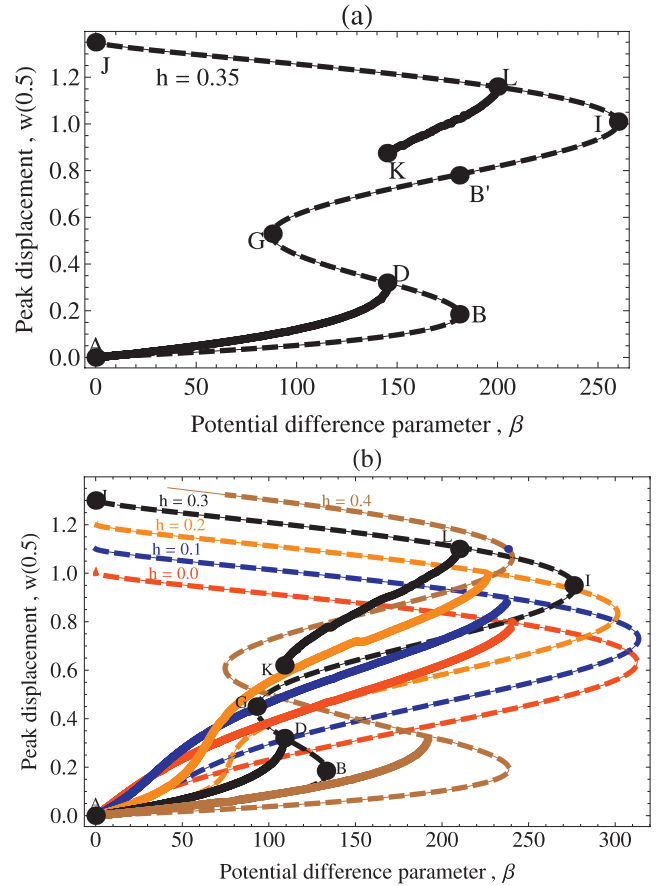 (a)
J
h = 0.35
L
I
K
B'
G
D
B
A
Peak displacement , w(0.5)
0.0
0.2
0.4
0.6
0.8
1.0
1.2
0 50 100 150 200 250
Potential difference parameter , β
(b)
J
h = 0.3
h = 0.4
h = 0.2
h = 0.1
h = 0.0
L
I
K
G
D
B
A
Peak displacement , w(0.5)
0.0
0.2
0.4
0.6
0.8
1.0
1.2
0 50 100 150 200 250 300
Potential difference parameter , β